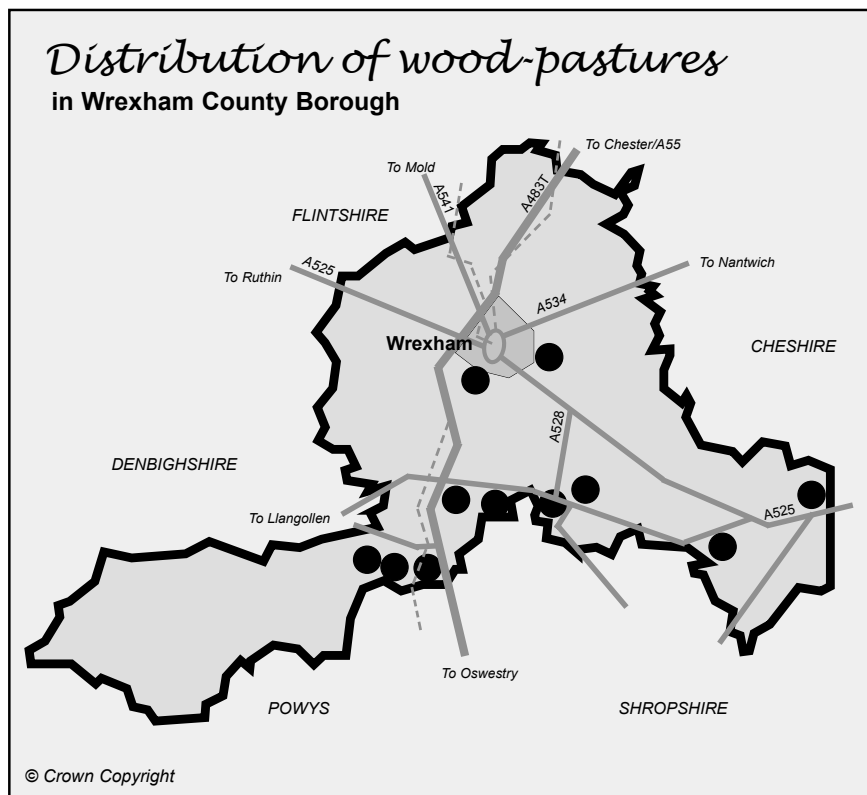 Distribution of wood-pastures
in Wrexham County Borough
To Chester/A55
To Mold
A541
A483T
FLINTSHIRE
To Ruthin
A525
To Nantwich
A534
Wrexham
CHESHIRE
A528
DENBIGHSHIRE
A525
To Llangollen
To Oswestry
POWYS
SHROPSHIRE
© Crown Copyright